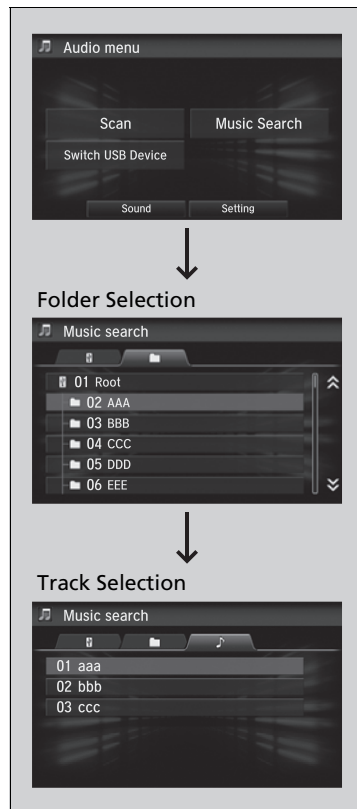 Audio menu
Scan Music Search
Switch USB Device
Sound Setting
Folder Selection
Music search
01 Root
02 AAA
03 BBB
04 CCC
05 DDD
06 EEE
Track Selection
Music search
01 aaa
02 bbb
03 ccc